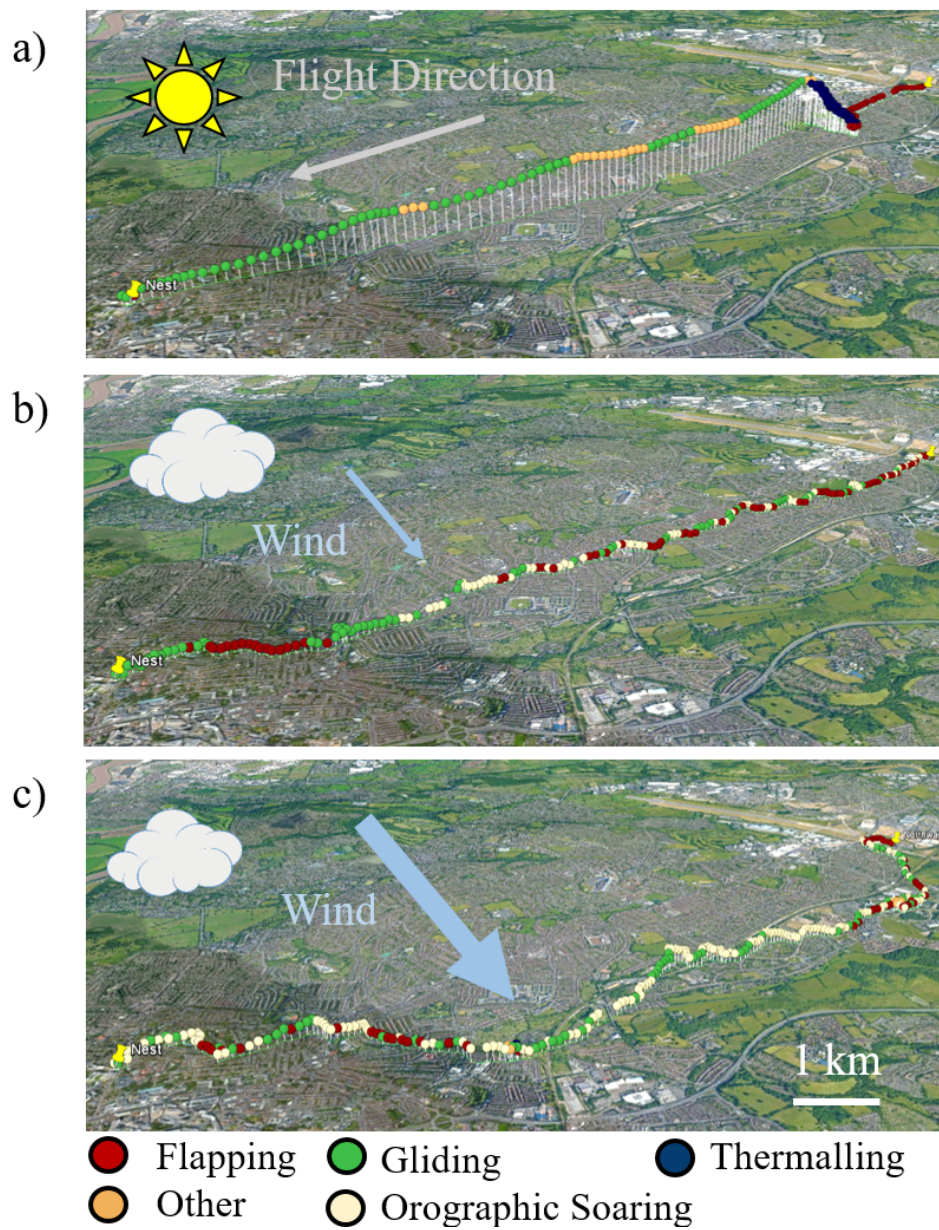 a)
Flight Direction
Nest
b)
Wind
Nest
c)
Wind
Nest
1 km
Flapping
Gliding
Thermalling
Other
Orographic Soaring